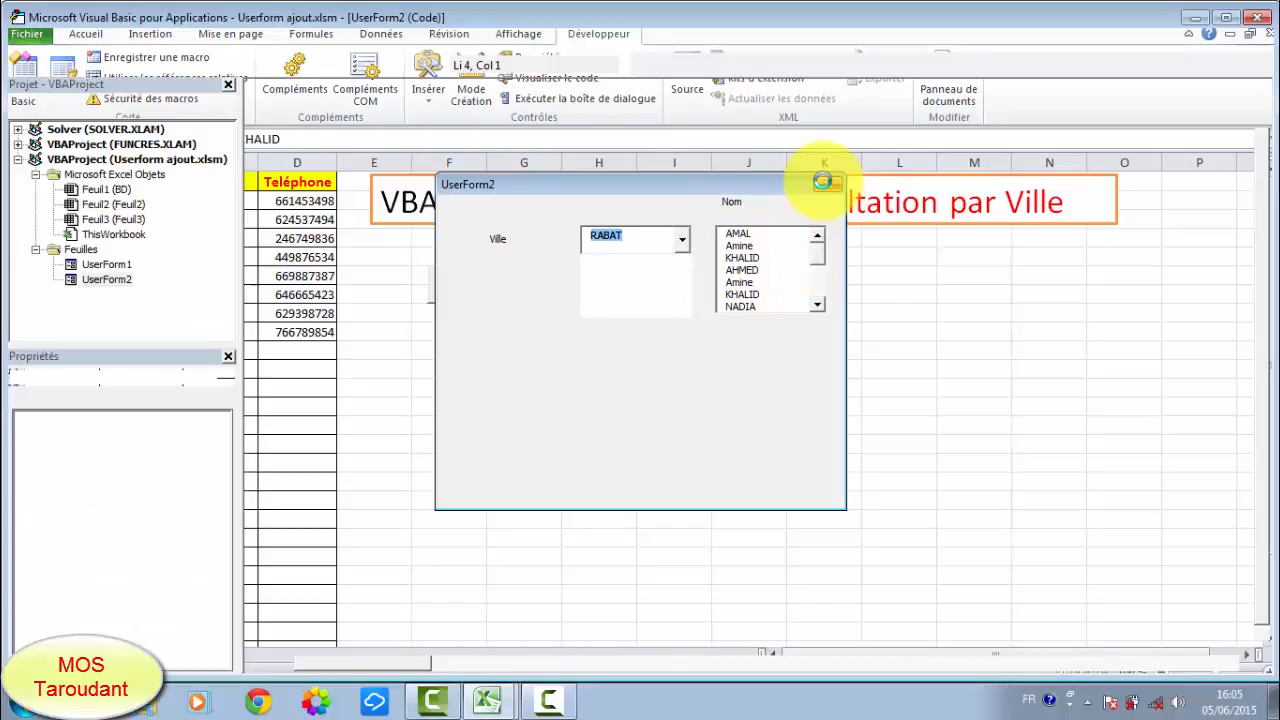 Microsoft Visual Basic pour Applications - Userform ajout.xlsm - [UserForm2 (Code)]
Fichier Accueil Insertion Mise en page Formules Données Révision Affichage Développeur
Enregistrer une macro
Li 4, Col 1
Visualiser le code
Projet - VBAProject
Basic
Sécurité des macros
Compléments
Compléments COM
Insérer
Mode Création
Exécuter la boîte de dialogue
Source
Kits d'extension
Exporter
Actualiser les données
Panneau de documents
Code
Compléments
Contrôles
XML
Modifier
Solver (SOLVER.XLAM)
VBAProject (FUNCRES.XLAM)
VBAProject (Userform ajout.xlsm)
Microsoft Excel Objets
Feuil1 (BD)
Feuil2 (Feuil2)
Feuil3 (Feuil3)
ThisWorkbook
Feuilles
UserForm1
UserForm2
Propriétés
HALID
D E F G H I J K L M N O P
Teléphone
661453498
624537494
246749836
449876534
669887387
646665423
629398728
766789854
VBA
ltation par Ville
UserForm2
Nom
Ville
RABAT
AMAL
Amine
KHALID
AHMED
Amine
KHALID
NADIA
MOS
Taroudant
FR
16:05
05/06/2015